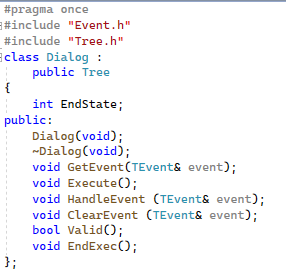 #pragma once
#include "Event.h"
#include "Tree.h"
class Dialog :
    public Tree
{
    int EndState;
public:
    Dialog(void);
    ~Dialog(void);
    void GetEvent(TEvent& event);
    void Execute();
    void HandleEvent (TEvent& event);
    void ClearEvent (TEvent& event);
    bool Valid();
    void EndExec();
};